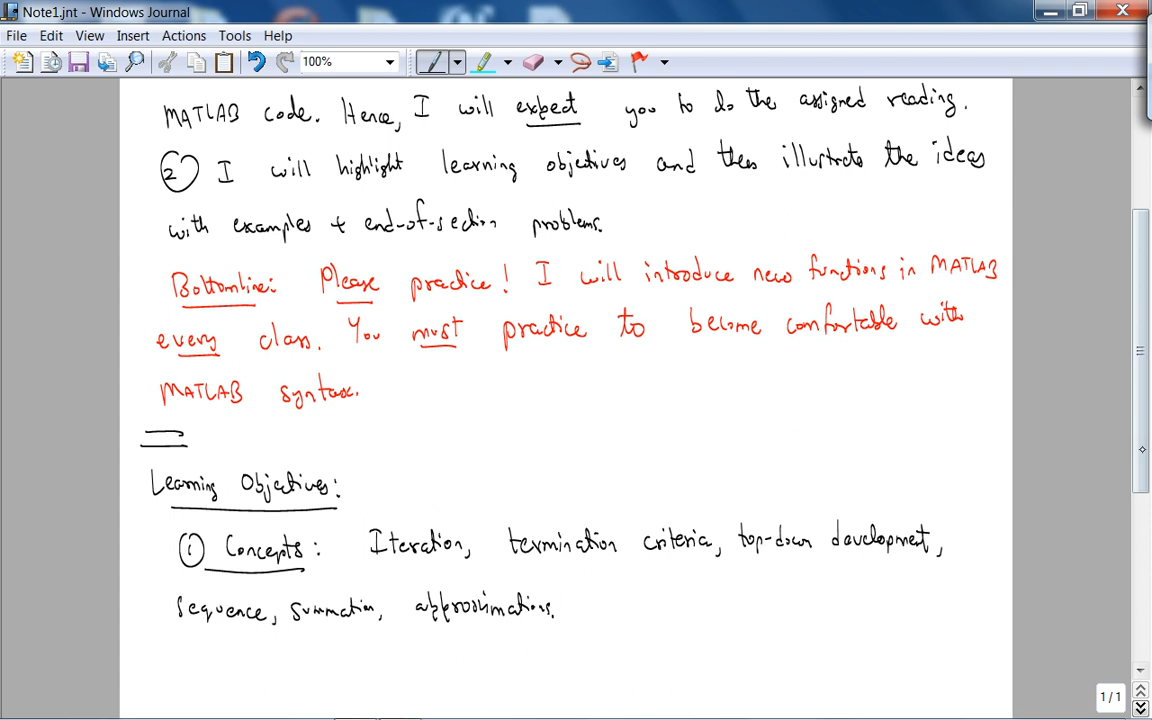 Note1.jnt - Windows Journal
File Edit View Insert Actions Tools Help
100%
MATLAB code. Hence, I will expect you to do the assigned reading.
② I will highlight learning objectives and then illustrate the ideas
with examples + end-of-section problems.
Bottomline: Please practice! I will introduce new functions in MATLAB
every class. You must practice to become comfortable with
MATLAB syntax.
Learning Objectives:
① Concepts: Iteration, termination criteria, top-down development,
sequence, summation, approximations.
1/1